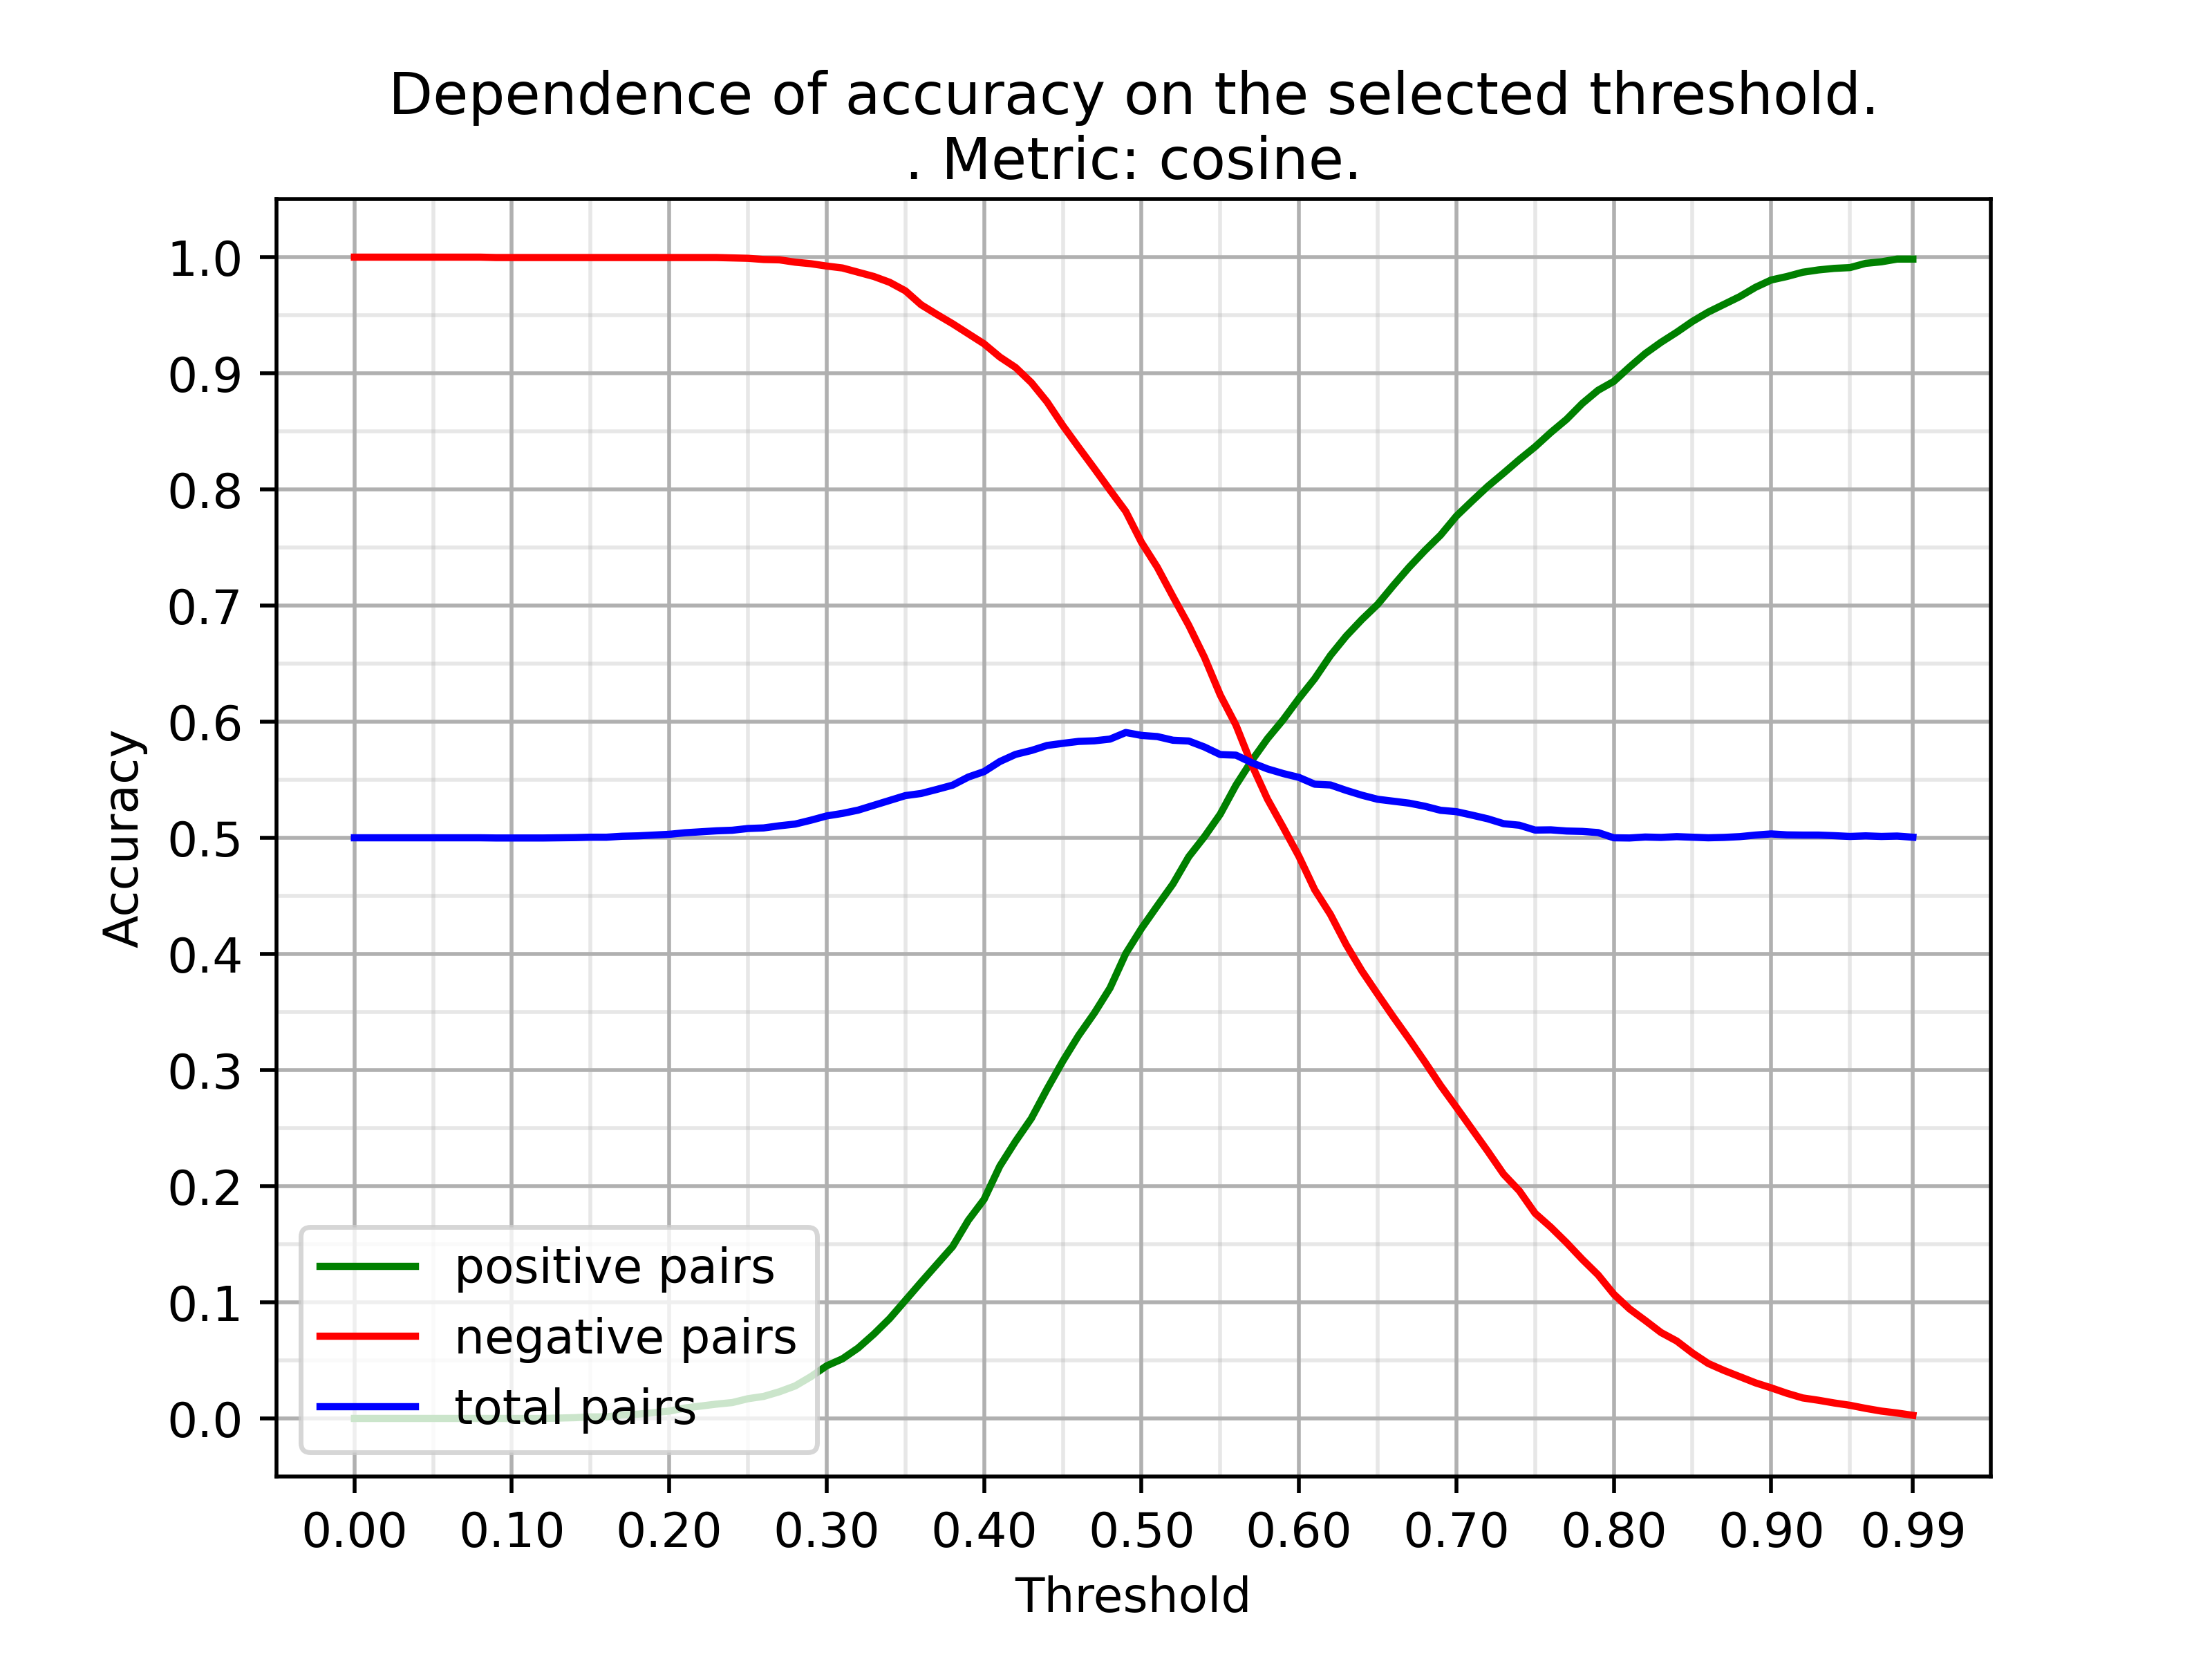 Dependence of accuracy on the selected threshold.
. Metric: cosine.
Accuracy
1.0
0.9
0.8
0.7
0.6
0.5
0.4
0.3
0.2
0.1
0.0
positive pairs
negative pairs
total pairs
0.00 0.10 0.20 0.30 0.40 0.50 0.60 0.70 0.80 0.90 0.99
Threshold